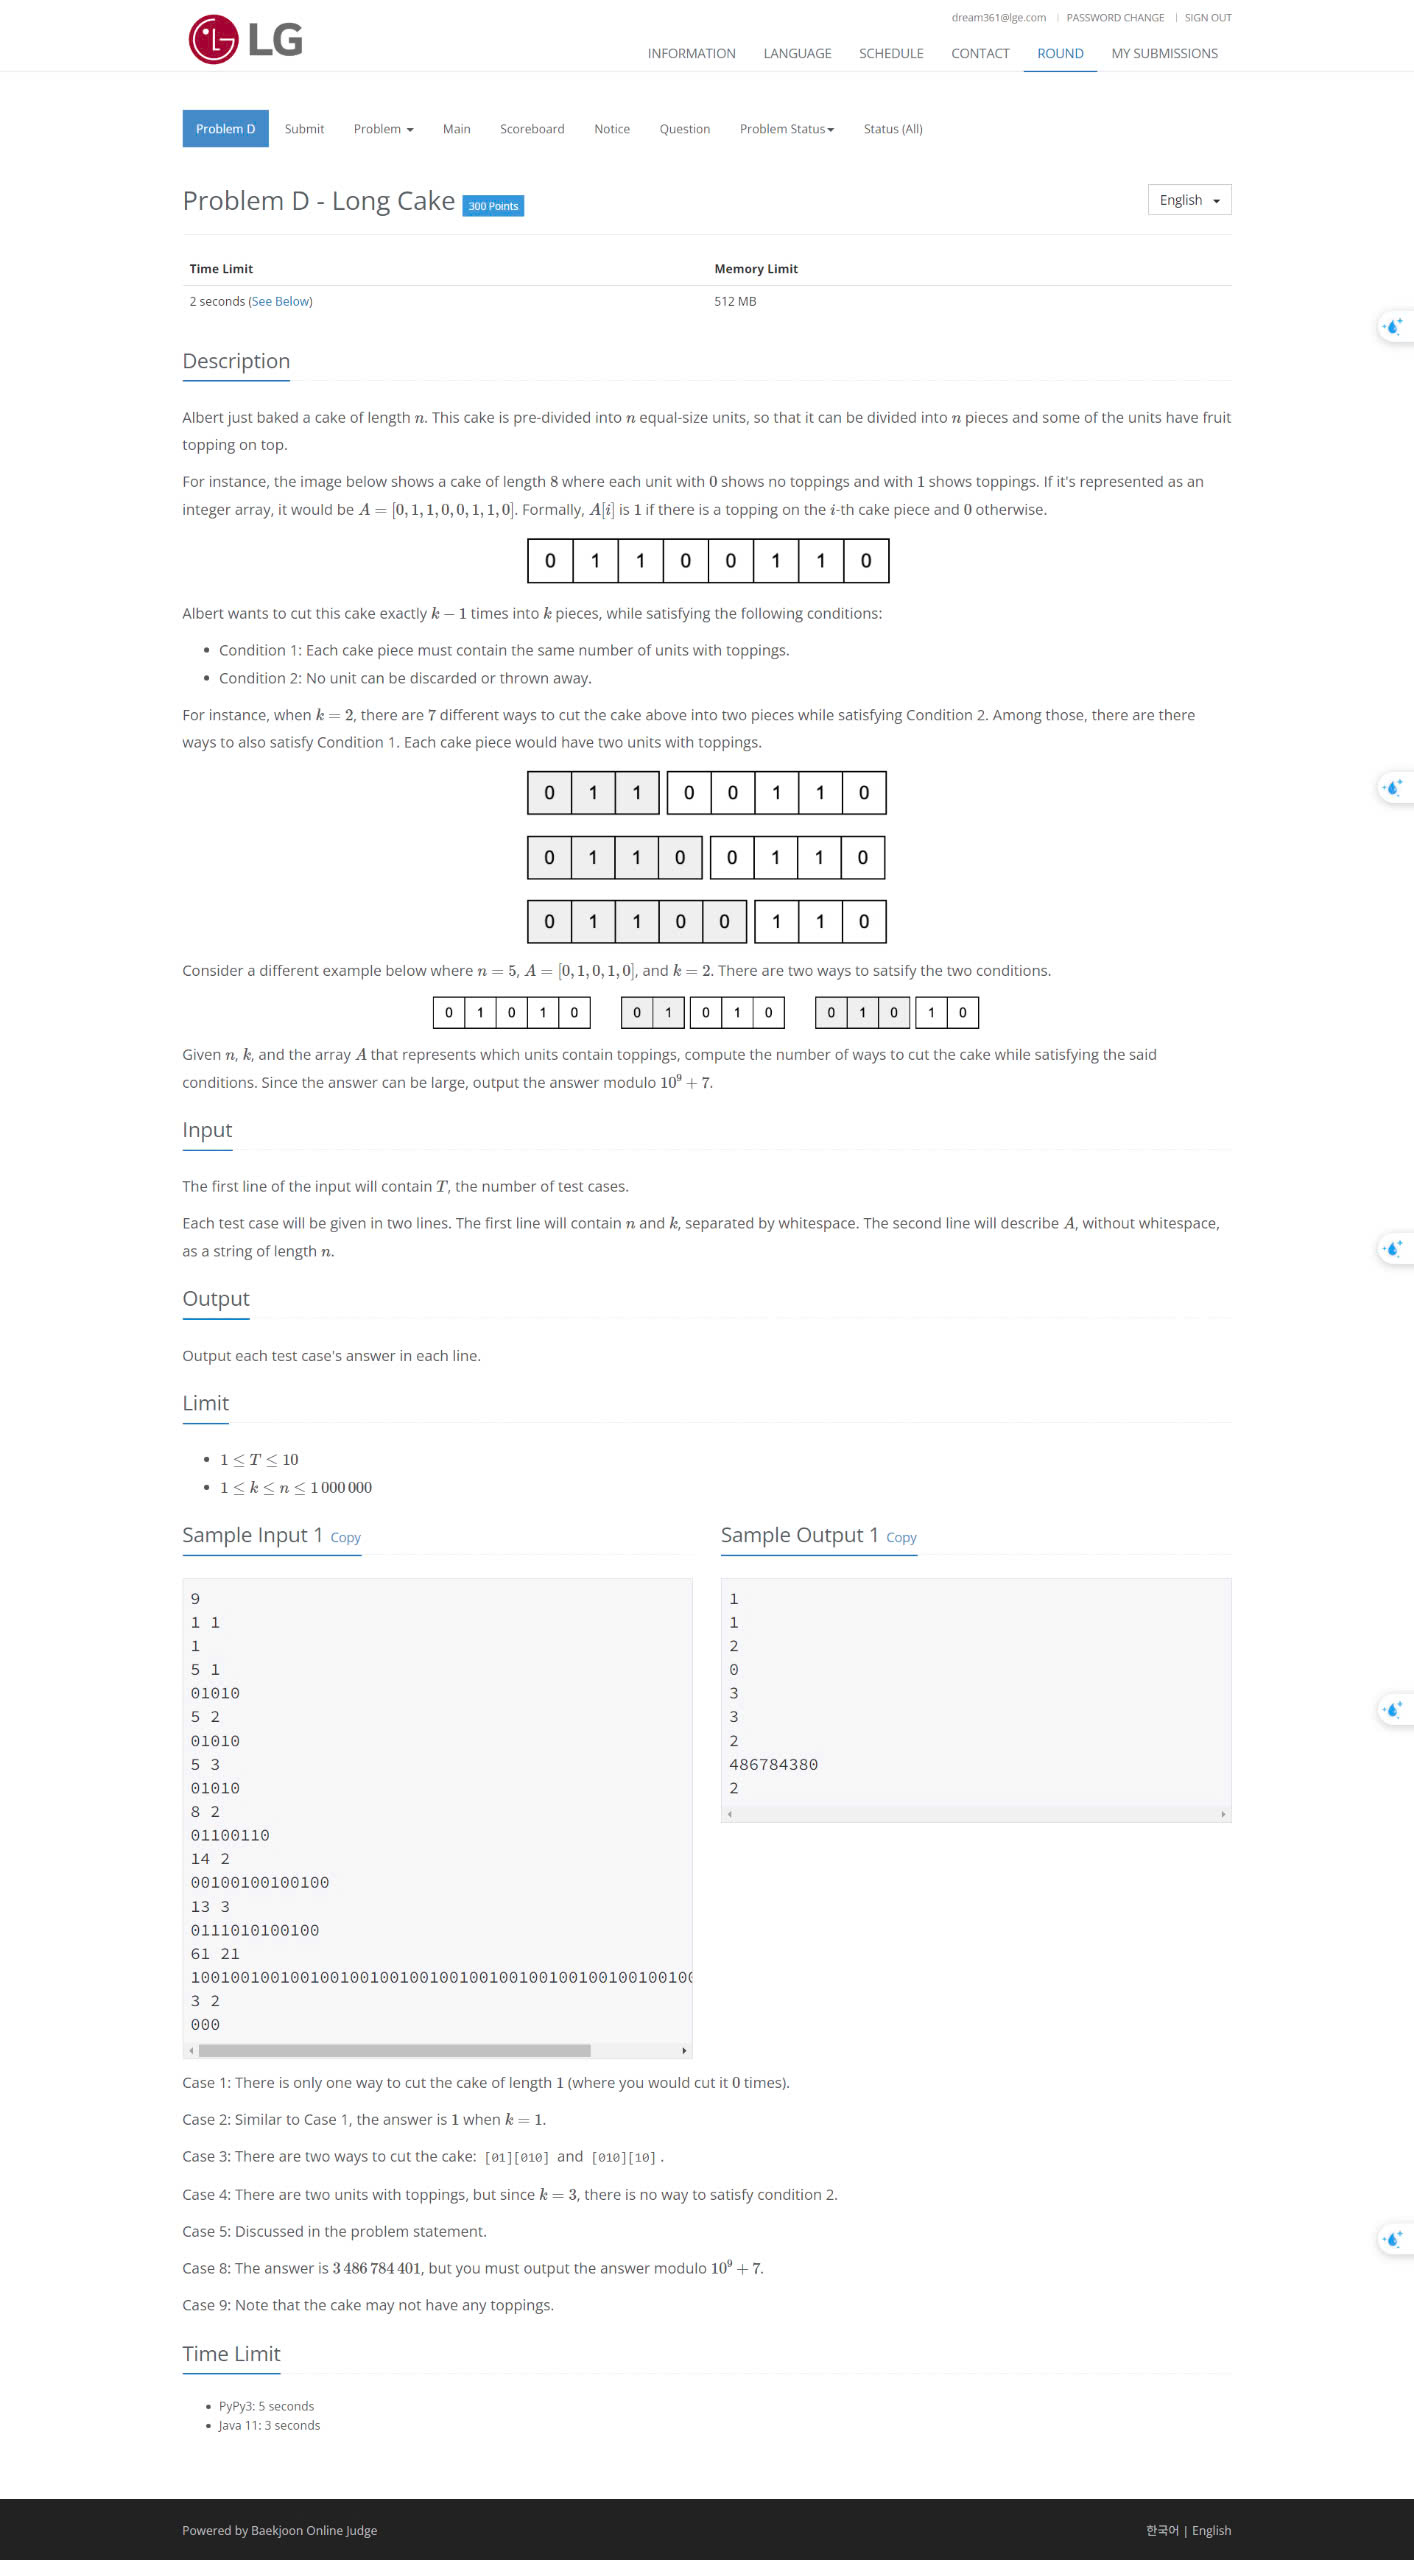 dream361@lge.com | PASSWORD CHANGE | SIGN OUT
LG
INFORMATION LANGUAGE SCHEDULE CONTACT ROUND MY SUBMISSIONS
Problem D Submit Problem Main Scoreboard Notice Question Problem Status Status (All)
Problem D - Long Cake 300 Points English
Time Limit Memory Limit
2 seconds (See Below) 512 MB
Description
Albert just baked a cake of length n. This cake is pre-divided into n equal-size units, so that it can be divided into n pieces and some of the units have fruit
topping on top.
For instance, the image below shows a cake of length 8 where each unit with 0 shows no toppings and with 1 shows toppings. If it's represented as an
integer array, it would be A = [0, 1, 1, 0, 0, 1, 1, 0]. Formally, A[i] is 1 if there is a topping on the i-th cake piece and 0 otherwise.
0 1 1 0 0 1 1 0
Albert wants to cut this cake exactly k − 1 times into k pieces, while satisfying the following conditions:
• Condition 1: Each cake piece must contain the same number of units with toppings.
• Condition 2: No unit can be discarded or thrown away.
For instance, when k = 2, there are 7 different ways to cut the cake above into two pieces while satisfying Condition 2. Among those, there are there
ways to also satisfy Condition 1. Each cake piece would have two units with toppings.
0 1 1 0 0 1 1 0
0 1 1 0 0 1 1 0
0 1 1 0 0 1 1 0
Consider a different example below where n = 5, A = [0, 1, 0, 1, 0], and k = 2. There are two ways to satsify the two conditions.
0 1 0 1 0 0 1 0 1 0 0 1 0 1 0
Given n, k, and the array A that represents which units contain toppings, compute the number of ways to cut the cake while satisfying the said
conditions. Since the answer can be large, output the answer modulo 10⁹ + 7.
Input
The first line of the input will contain T, the number of test cases.
Each test case will be given in two lines. The first line will contain n and k, separated by whitespace. The second line will describe A, without whitespace,
as a string of length n.
Output
Output each test case's answer in each line.
Limit
• 1 ≤ T ≤ 10
• 1 ≤ k ≤ n ≤ 1 000 000
Sample Input 1 Copy
9
1 1
1
5 1
01010
5 2
01010
5 3
01010
8 2
01100110
14 2
00100100100100
13 3
0111010100100
61 21
10010010010010010010010010010010010010010010010010
3 2
000
Sample Output 1 Copy
1
1
2
0
3
3
2
486784380
2
Case 1: There is only one way to cut the cake of length 1 (where you would cut it 0 times).
Case 2: Similar to Case 1, the answer is 1 when k = 1.
Case 3: There are two ways to cut the cake: [01][010] and [010][10].
Case 4: There are two units with toppings, but since k = 3, there is no way to satisfy condition 2.
Case 5: Discussed in the problem statement.
Case 8: The answer is 3 486 784 401, but you must output the answer modulo 10⁹ + 7.
Case 9: Note that the cake may not have any toppings.
Time Limit
• PyPy3: 5 seconds
• Java 11: 3 seconds
Powered by Baekjoon Online Judge 한국어 | English